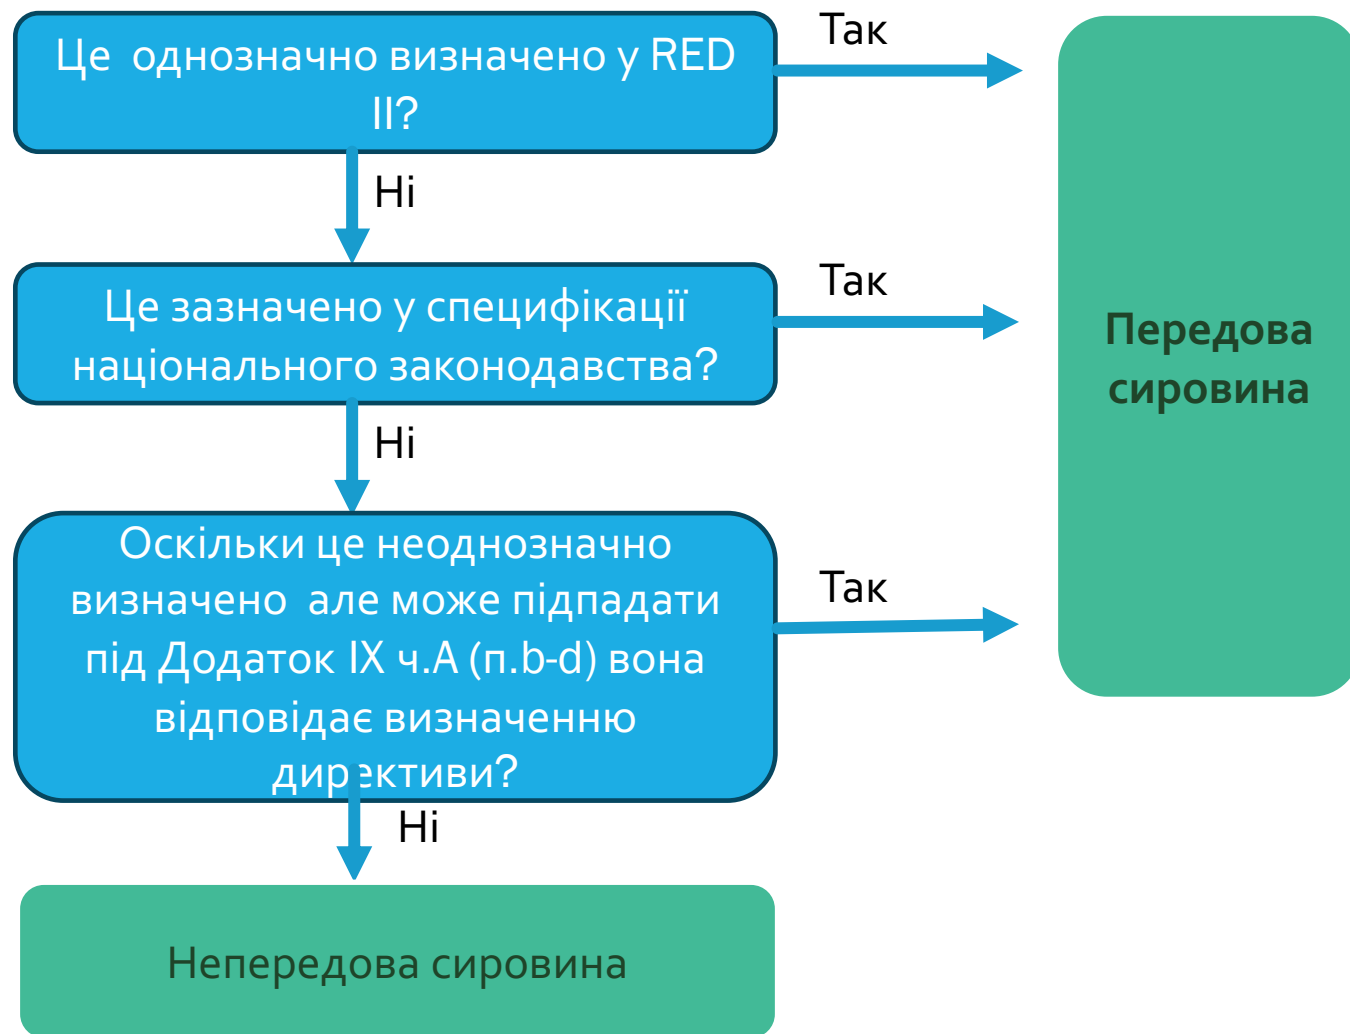 Це однозначно визначено у RED
II?
Так
Ні
Це зазначено у специфікації
національного законодавства?
Так
Ні
Оскільки це неоднозначно
визначено але може підпадати
під Додаток IX ч.А (п.b-d) вона
відповідає визначенню
директиви?
Так
Ні
Непередова сировина
Передова
сировина